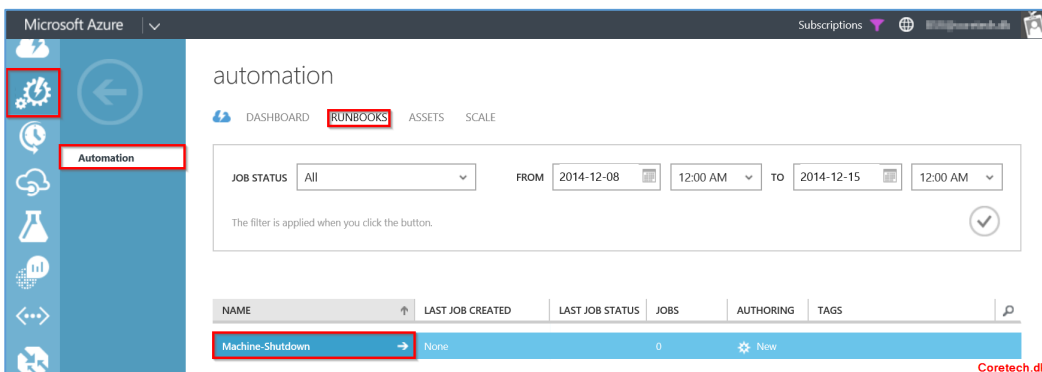 Microsoft Azure Subscriptions
automation
DASHBOARD RUNBOOKS ASSETS SCALE
Automation
JOB STATUS All FROM 2014-12-08 12:00 AM TO 2014-12-15 12:00 AM
The filter is applied when you click the button.
NAME LAST JOB CREATED LAST JOB STATUS JOBS AUTHORING TAGS
Machine-Shutdown None 0 New
Coretech.dk